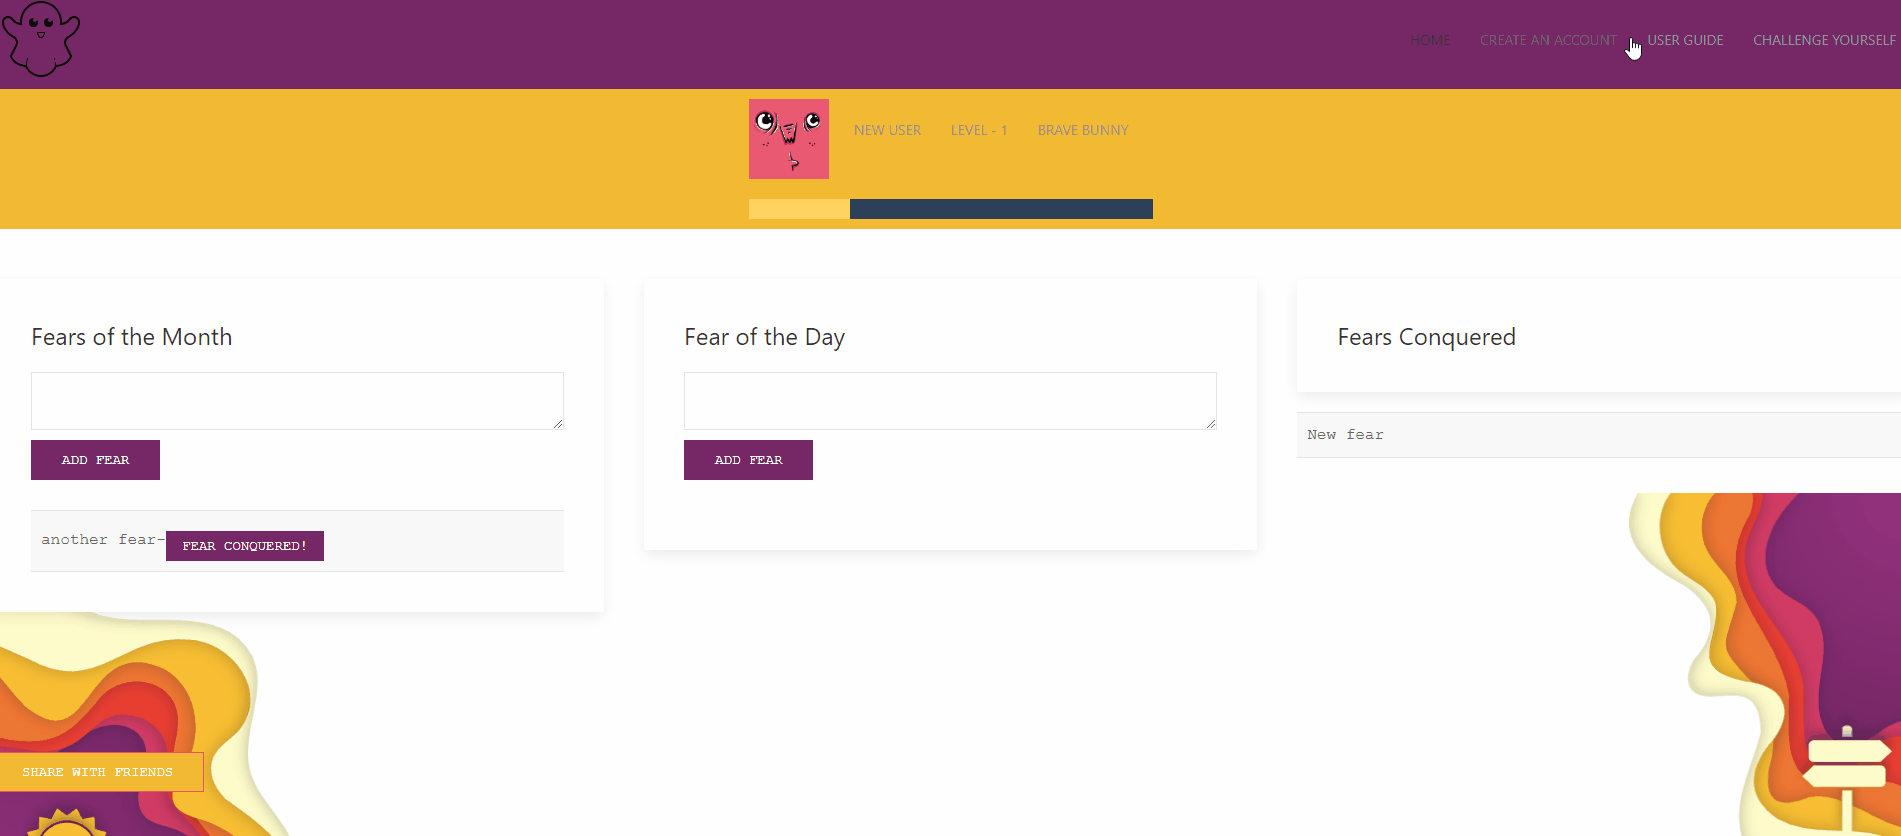 HOME CREATE AN ACCOUNT USER GUIDE CHALLENGE YOURSELF
NEW USER LEVEL - 1 BRAVE BUNNY
Fears of the Month
ADD FEAR
another fear-
FEAR CONQUERED!
Fear of the Day
ADD FEAR
Fears Conquered
New fear
SHARE WITH FRIENDS